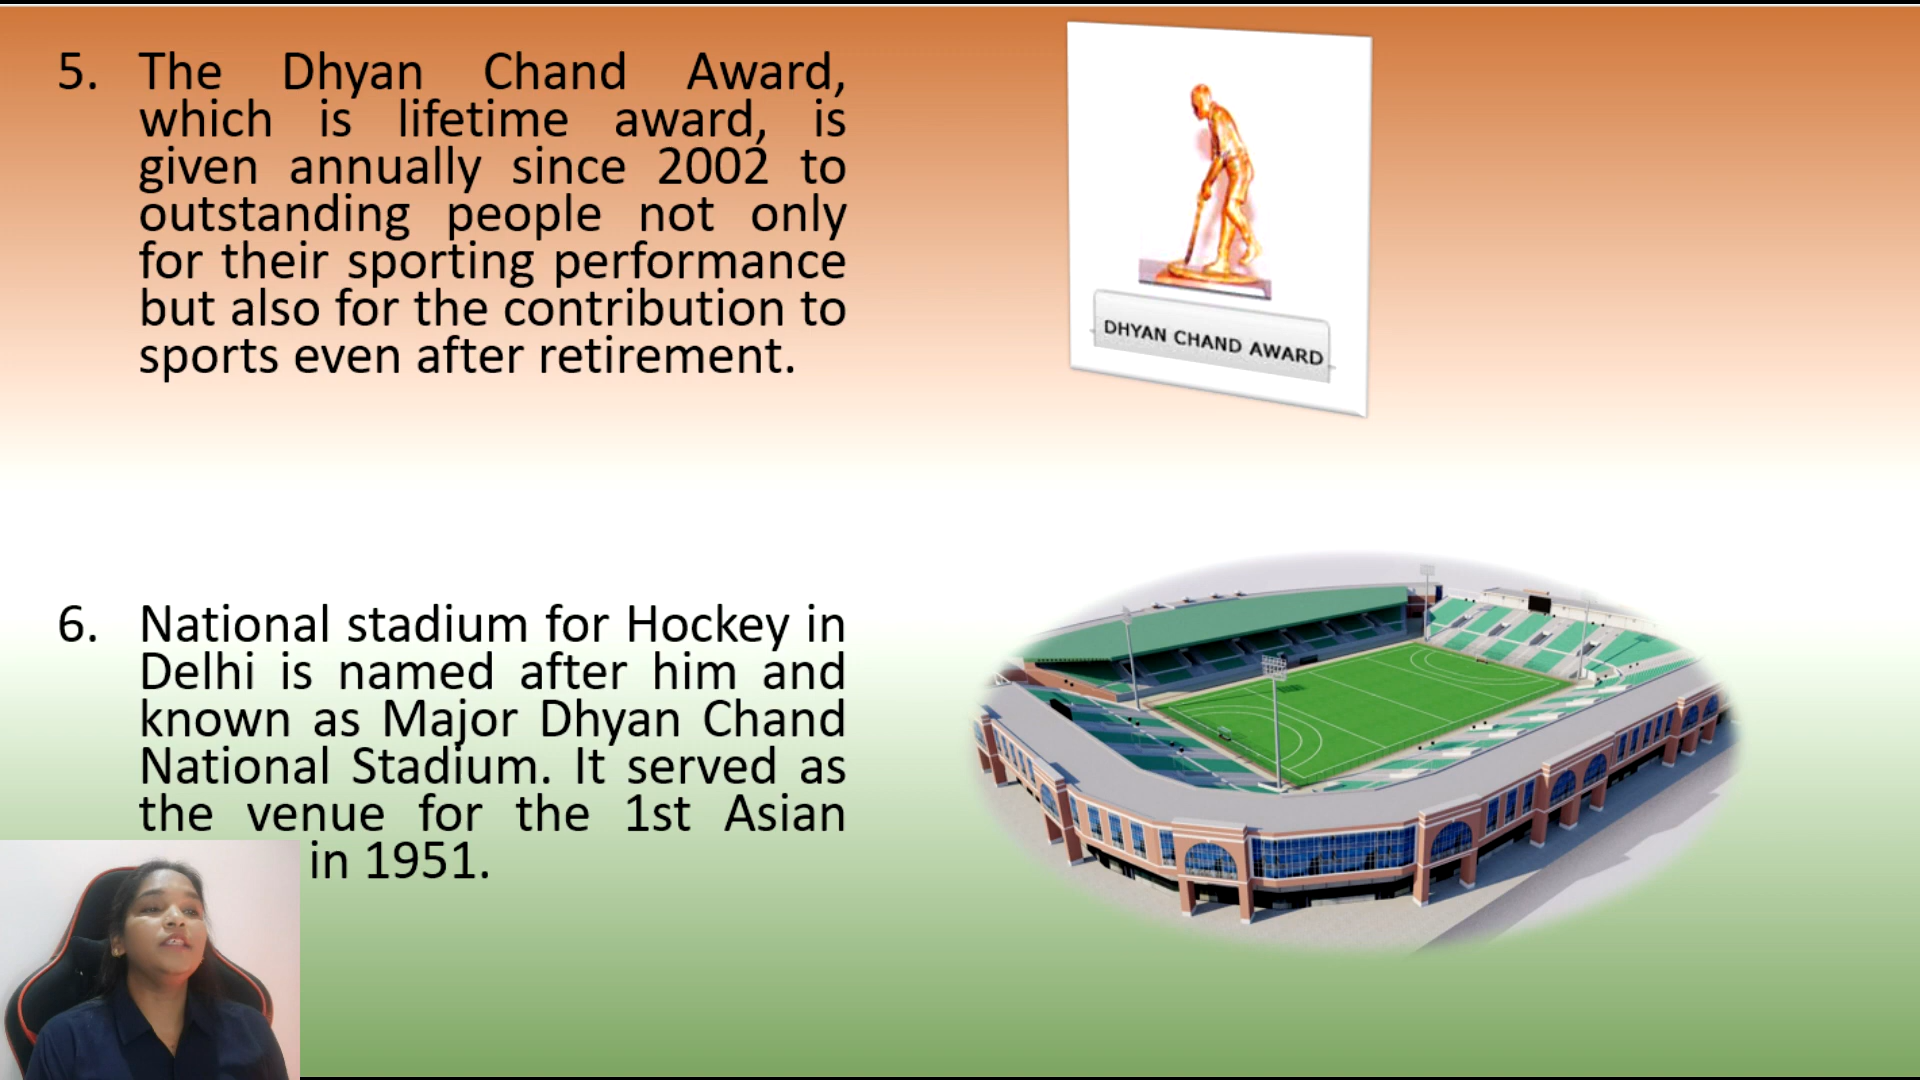 5. The Dhyan Chand Award,
which is lifetime award, is
given annually since 2002 to
outstanding people not only
for their sporting performance
but also for the contribution to
sports even after retirement.
DHYAN CHAND AWARD
6. National stadium for Hockey in
Delhi is named after him and
known as Major Dhyan Chand
National Stadium. It served as
the venue for the 1st Asian
in 1951.